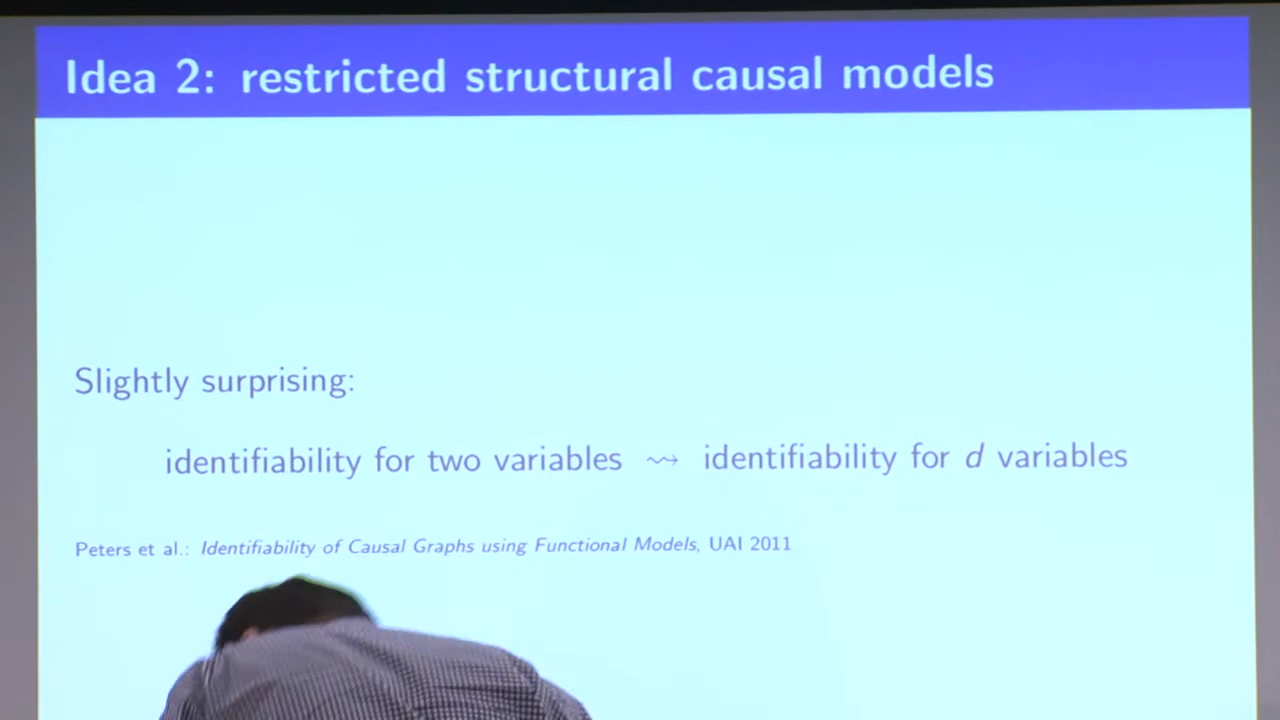 Idea 2: restricted structural causal models
Slightly surprising:
identifiability for two variables ⇝ identifiability for d variables
Peters et al.: Identifiability of Causal Graphs using Functional Models, UAI 2011